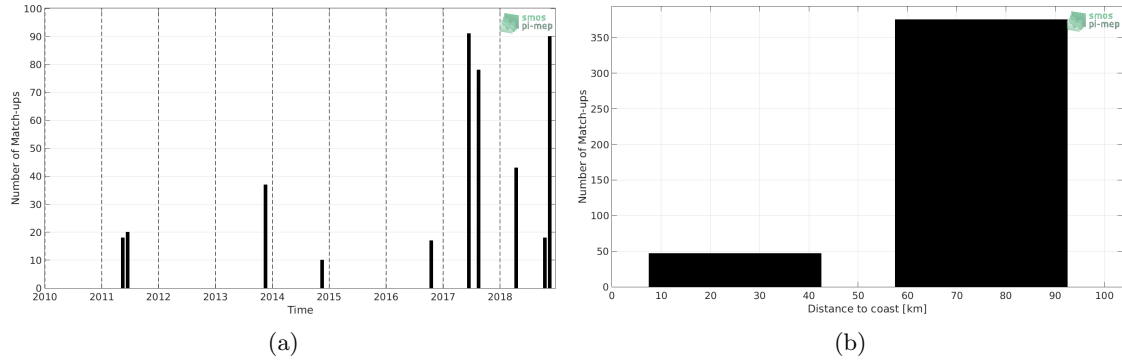 100
90
80
70
60
50
40
30
20
10
0
Number of Match-ups
2010 2011 2012 2013 2014 2015 2016 2017 2018
Time
smos
pi-mep
(a)
350
300
250
200
150
100
50
0
Number of Match-ups
0 10 20 30 40 50 60 70 80 90 100
Distance to coast [km]
smos
pi-mep
(b)